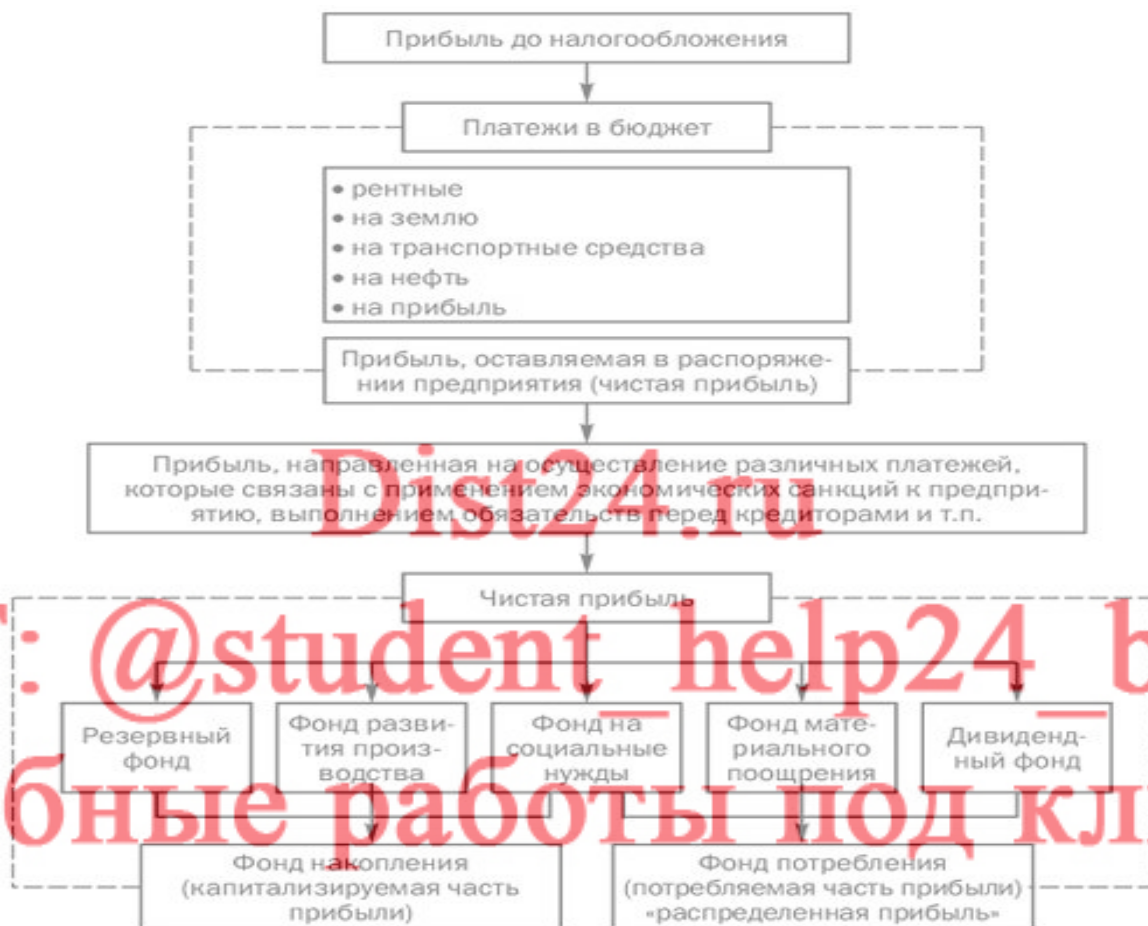 Прибыль до налогообложения
Платежи в бюджет
• рентные
• на землю
• на транспортные средства
• на нефть
• на прибыль
Прибыль, оставляемая в распоряже-
нии предприятия (чистая прибыль)
Прибыль, направленная на осуществление различных платежей,
которые связаны с применением экономических санкций к предпри-
ятию, выполнением обязательств перед кредиторами и т.п.
Dist24.ru
Чистая прибыль
: @student_help24_b
Резервный
фонд
Фонд разви-
тия произ-
водства
Фонд на
социальные
нужды
Фонд мате-
риального
поощрения
Дивиденд-
ный фонд
бные работы под кл
Фонд накопления
(капитализируемая часть
прибыли)
Фонд потребления
(потребляемая часть прибыли)
«распределенная прибыль»